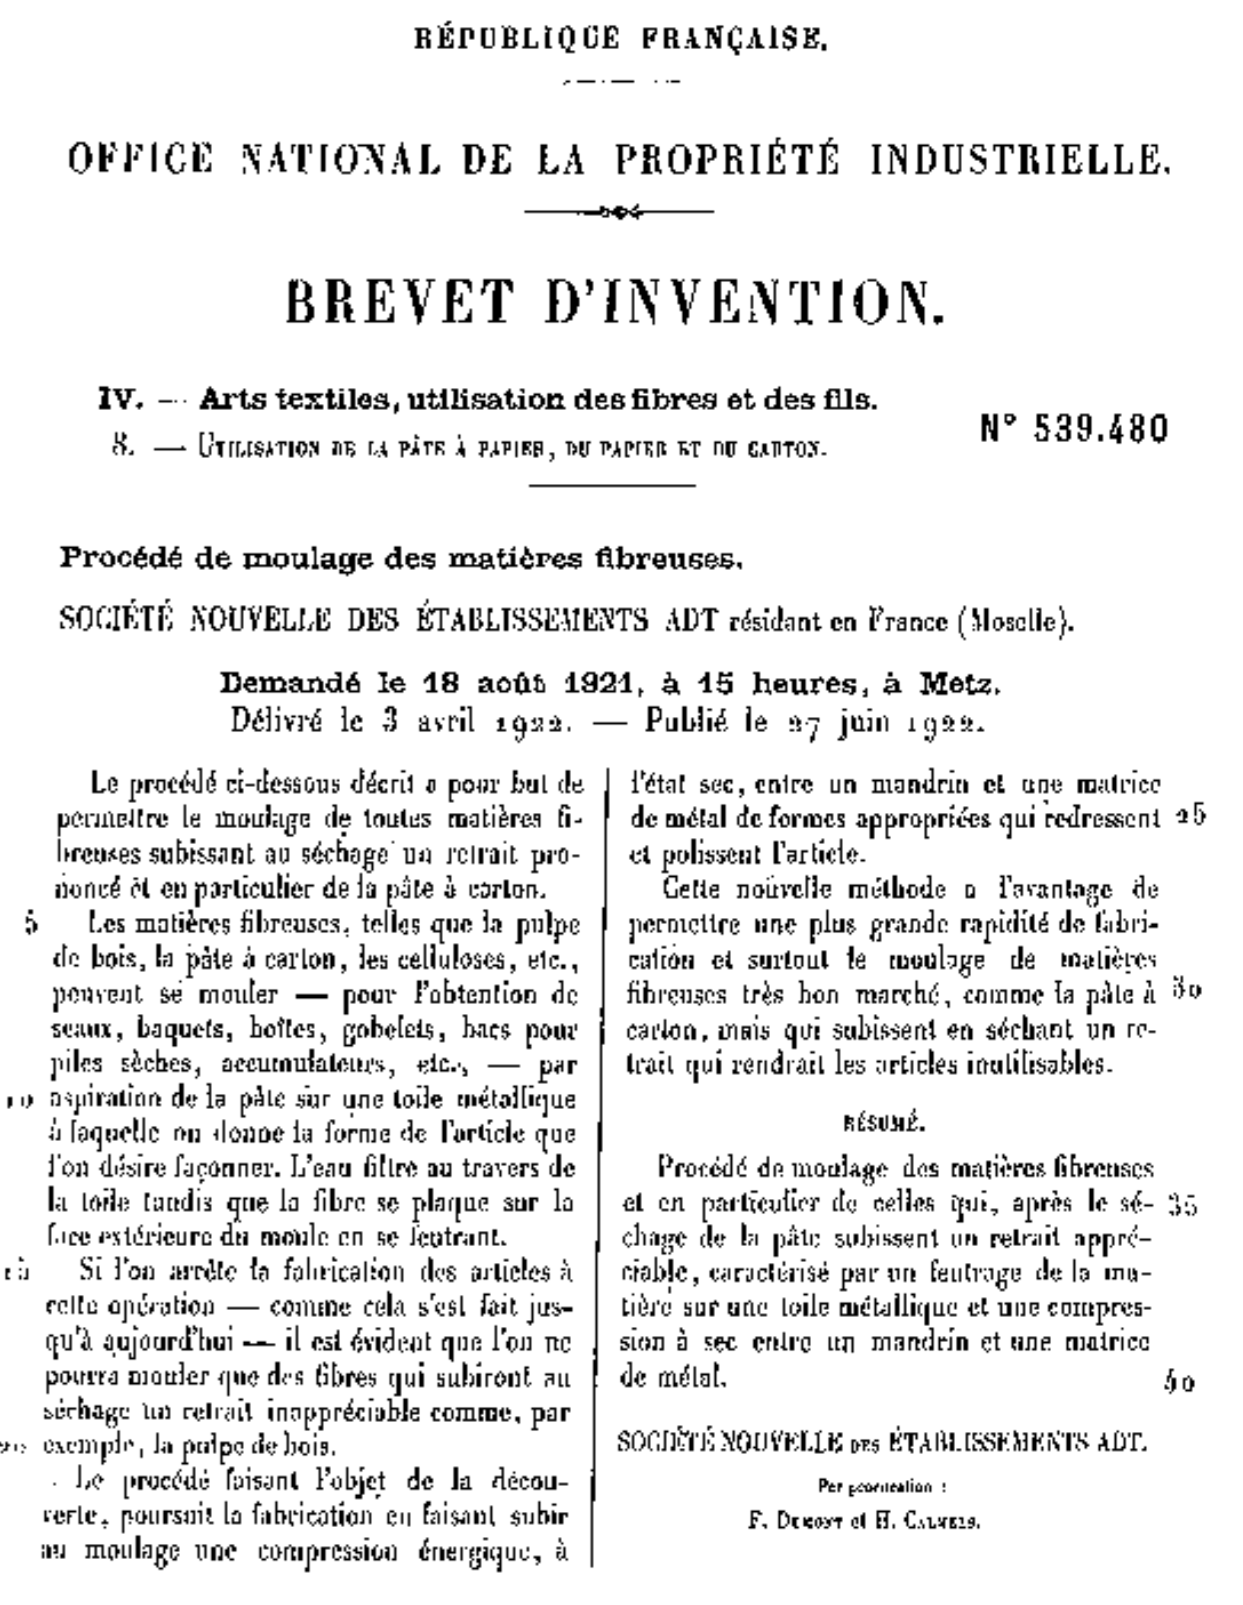 RÉPUBLIQUE FRANÇAISE.
OFFICE NATIONAL DE LA PROPRIÉTÉ INDUSTRIELLE.
BREVET D'INVENTION.
IV. — Arts textiles, utilisation des fibres et des fils.
8. — Utilisation de la pâte à papier, du papier et du carton.
N° 539.480
Procédé de moulage des matières fibreuses.
SOCIÉTÉ NOUVELLE DES ÉTABLISSEMENTS ADT résidant en France (Moselle).
Demandé le 18 août 1921, à 15 heures, à Metz.
Délivré le 3 avril 1922. — Publié le 27 juin 1922.
Le procédé ci-dessous décrit a pour but de
permettre le moulage de toutes matières fi-
breuses subissant au séchage un retrait pro-
noncé et en particulier de la pâte à carton.
5 Les matières fibreuses, telles que la pulpe
de bois, la pâte à carton, les celluloses, etc.,
peuvent se mouler — pour l'obtention de
seaux, baquets, boîtes, gobelets, bacs pour
piles sèches, accumulateurs, etc., — par
10 aspiration de la pâte sur une toile métallique
à laquelle on donne la forme de l'article que
l'on désire façonner. L'eau filtre au travers de
la toile tandis que la fibre se plaque sur la
face extérieure du moule en se feutrant.
15 Si l'on arrête la fabrication des articles à
cette opération — comme cela s'est fait jus-
qu'à aujourd'hui — il est évident que l'on ne
pourra mouler que des fibres qui subiront au
séchage un retrait inappréciable comme, par
20 exemple, la pulpe de bois.
Le procédé faisant l'objet de la décou-
verte, poursuit la fabrication en faisant subir
au moulage une compression énergique, à
l'état sec, entre un mandrin et une matrice
de métal de formes appropriées qui redressent 25
et polissent l'article.
Cette nouvelle méthode a l'avantage de
permettre une plus grande rapidité de fabri-
cation et surtout le moulage de matières
fibreuses très bon marché, comme la pâte à 30
carton, mais qui subissent en séchant un re-
trait qui rendrait les articles inutilisables.
RÉSUMÉ.
Procédé de moulage des matières fibreuses
et en particulier de celles qui, après le sé- 35
chage de la pâte subissent un retrait appré-
ciable, caractérisé par un feutrage de la ma-
tière sur une toile métallique et une compres-
sion à sec entre un mandrin et une matrice
de métal. 40
SOCIÉTÉ NOUVELLE DES ÉTABLISSEMENTS ADT.
Par procuration :
F. Dumont et H. Calmels.